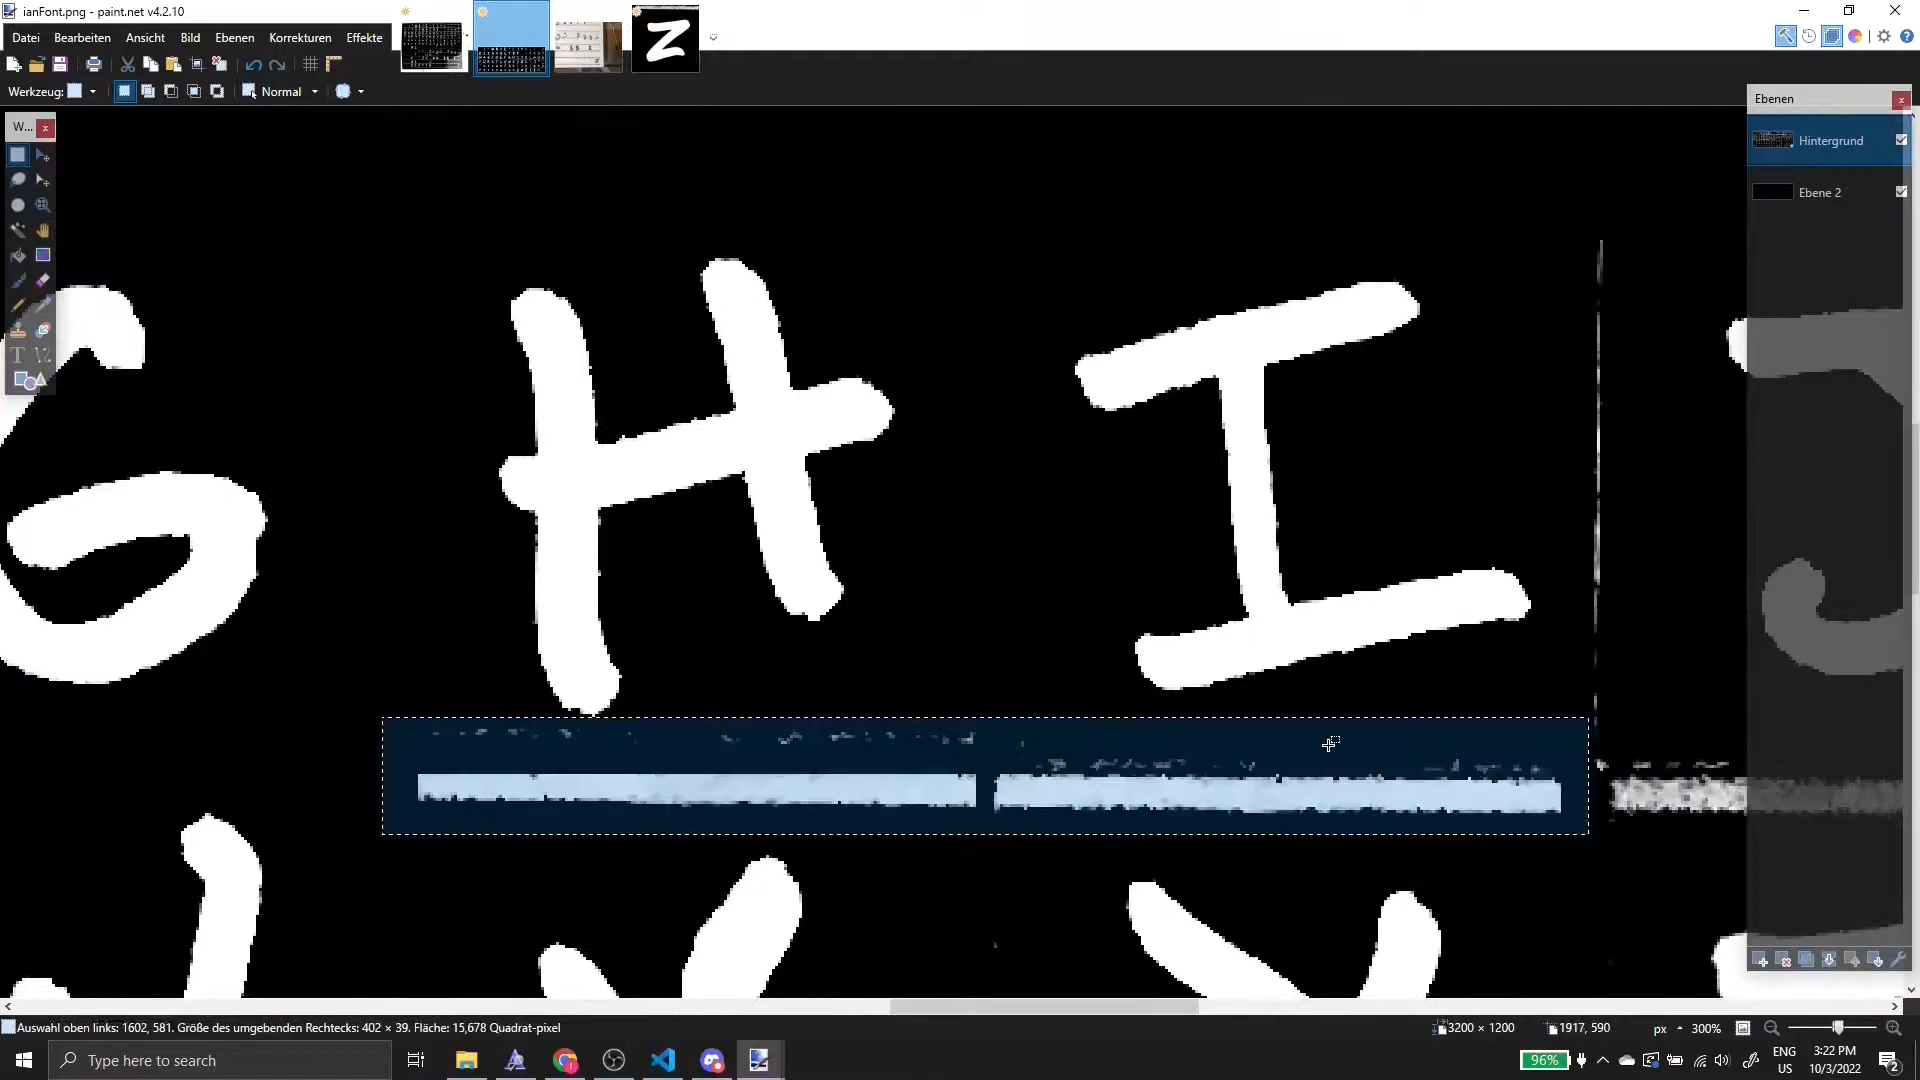 ianFont.png - paint.net v4.2.10
Datei Bearbeiten Ansicht Bild Ebenen Korrekturen Effekte
Z
Werkzeug: Normal
W...
Ebenen
Hintergrund
Ebene 2
G H I
Auswahl oben links: 1602, 581. Größe des umgebenden Rechtecks: 402 × 39. Fläche: 15,678 Quadrat-pixel
3200 × 1200 1917, 590 px 300%
Type here to search
96% ENG US 3:22 PM 10/3/2022 2